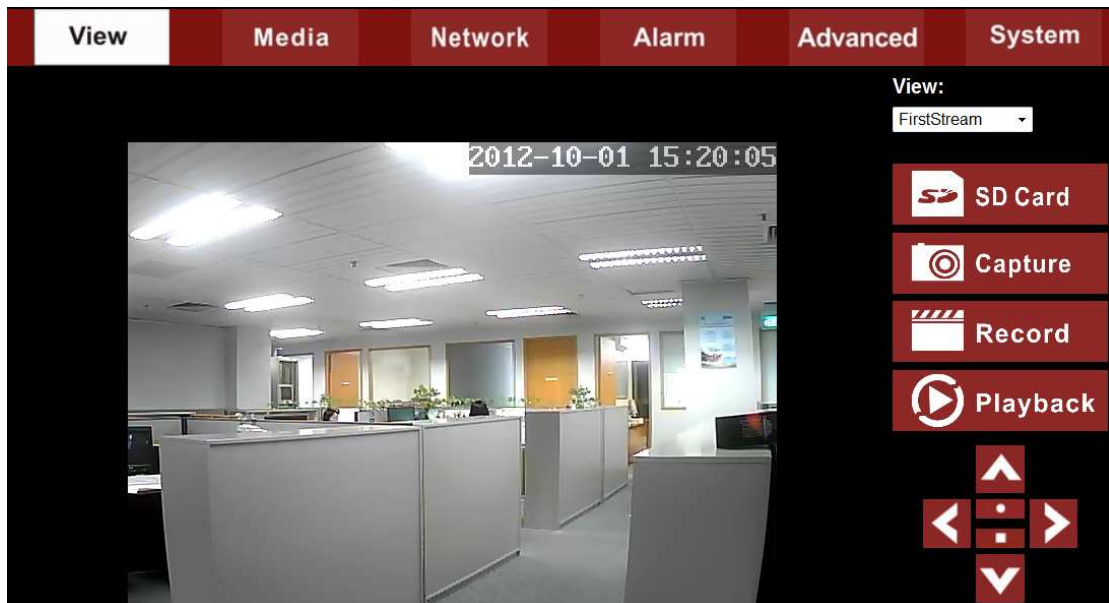 View Media Network Alarm Advanced System
View:
FirstStream
2012-10-01 15:20:05
SD SD Card
Capture
Record
Playback